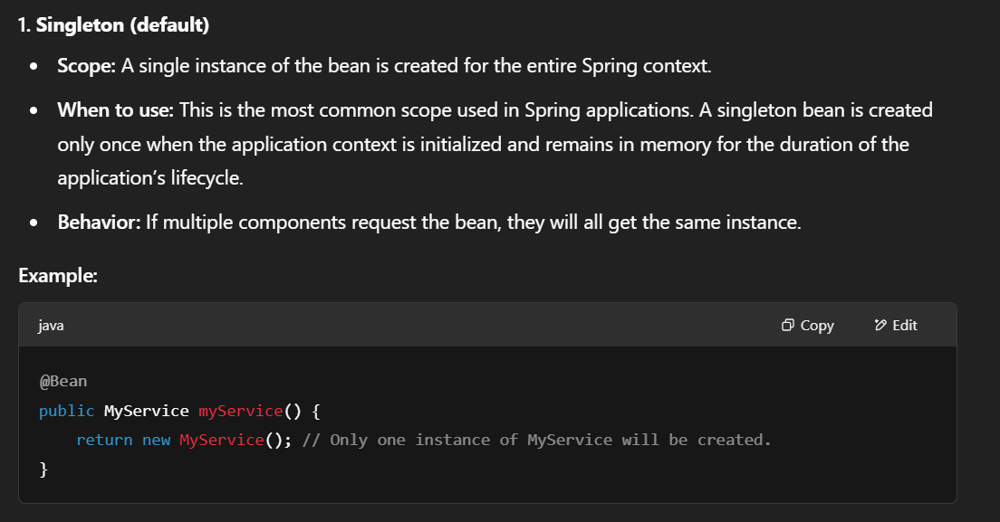 1. Singleton (default)
• Scope: A single instance of the bean is created for the entire Spring context.
• When to use: This is the most common scope used in Spring applications. A singleton bean is created
only once when the application context is initialized and remains in memory for the duration of the
application’s lifecycle.
• Behavior: If multiple components request the bean, they will all get the same instance.
Example:
java Copy Edit
@Bean
public MyService myService() {
    return new MyService(); // Only one instance of MyService will be created.
}